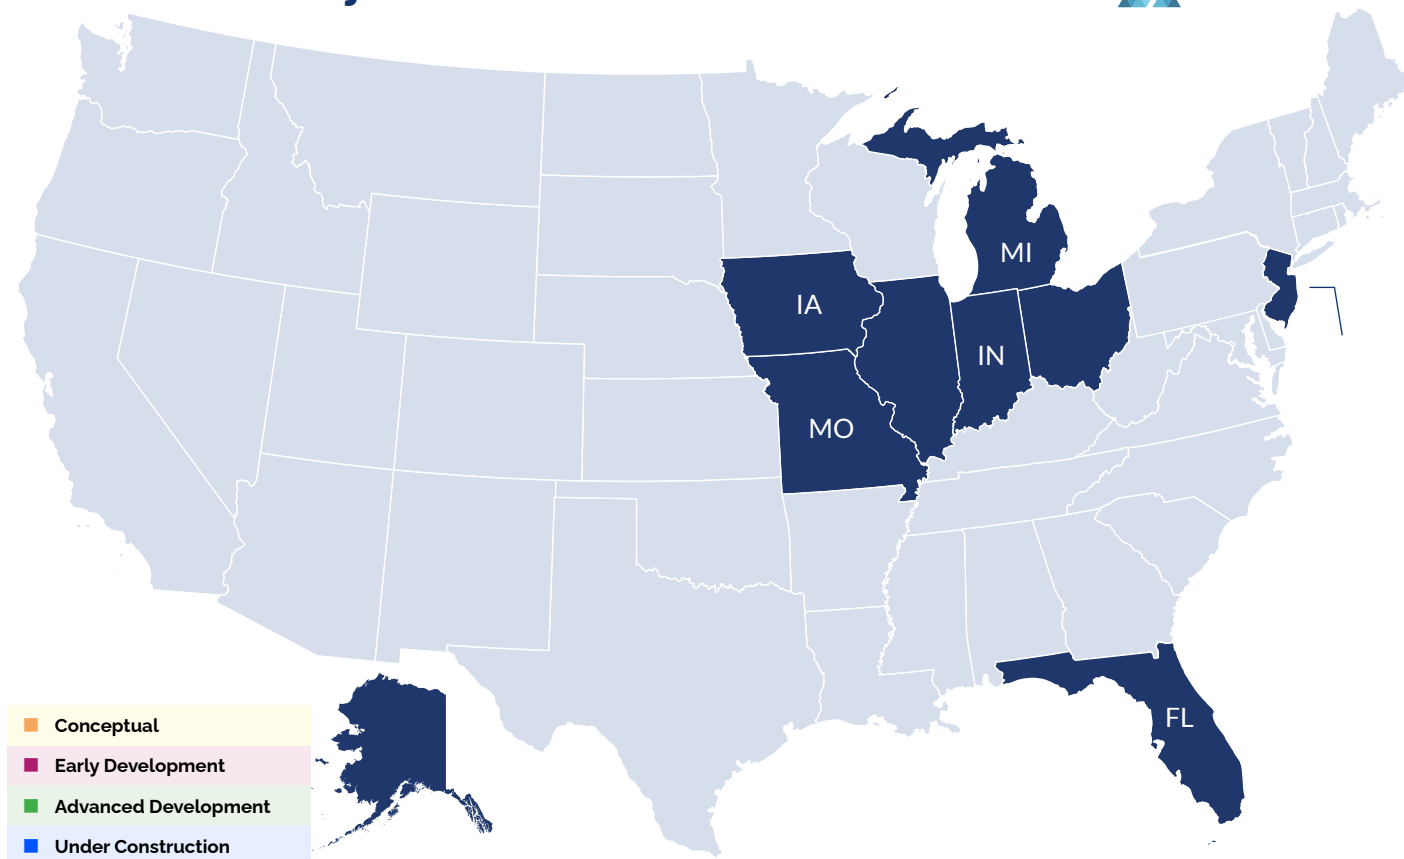 MI
IA
IN
MO
FL
Conceptual
Early Development
Advanced Development
Under Construction